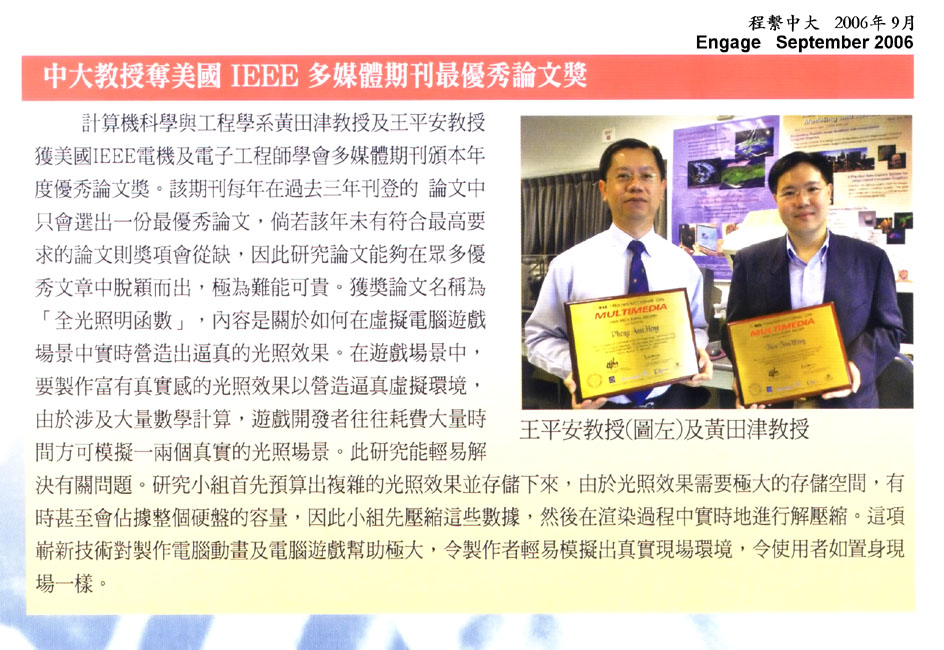 程繫中大 2006年9月
Engage September 2006
中大教授奪美國 IEEE 多媒體期刊最優秀論文獎
計算機科學與工程學系黃田津教授及王平安教授
獲美國IEEE電機及電子工程師學會多媒體期刊頒本年
度優秀論文獎。該期刊每年在過去三年刊登的 論文中
只會選出一份最優秀論文，倘若該年未有符合最高要
求的論文則獎項會從缺，因此研究論文能夠在眾多優
秀文章中脫穎而出，極為難能可貴。獲獎論文名稱為
「全光照明函數」，內容是關於如何在虛擬電腦遊戲
場景中實時營造出逼真的光照效果。在遊戲場景中，
要製作富有真實感的光照效果以營造逼真虛擬環境，
由於涉及大量數學計算，遊戲開發者往往耗費大量時
間方可模擬一兩個真實的光照場景。此研究能輕易解
決有關問題。研究小組首先預算出複雜的光照效果並存儲下來，由於光照效果需要極大的存儲空間，有
時甚至會佔據整個硬盤的容量，因此小組先壓縮這些數據，然後在渲染過程中實時地進行解壓縮。這項
嶄新技術對製作電腦動畫及電腦遊戲幫助極大，令製作者輕易模擬出真實現場環境，令使用者如置身現
場一樣。
MULTIMEDIA
Pheng-Ann Heng
MULTIMEDIA
王平安教授(圖左)及黃田津教授